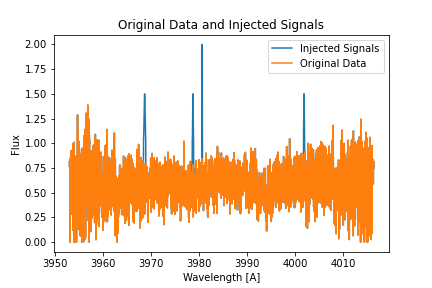 Original Data and Injected Signals
Injected Signals
Original Data
Flux
2.00
1.75
1.50
1.25
1.00
0.75
0.50
0.25
0.00
3950 3960 3970 3980 3990 4000 4010
Wavelength [A]